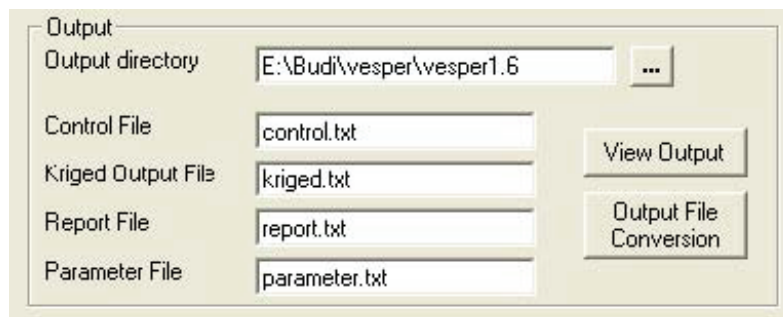 Output
Output directory
E:\Budi\vesper\vesper1.6
...
Control File
control.txt
Kriged Output File
kriged.txt
Report File
report.txt
Parameter File
parameter.txt
View Output
Output File
Conversion